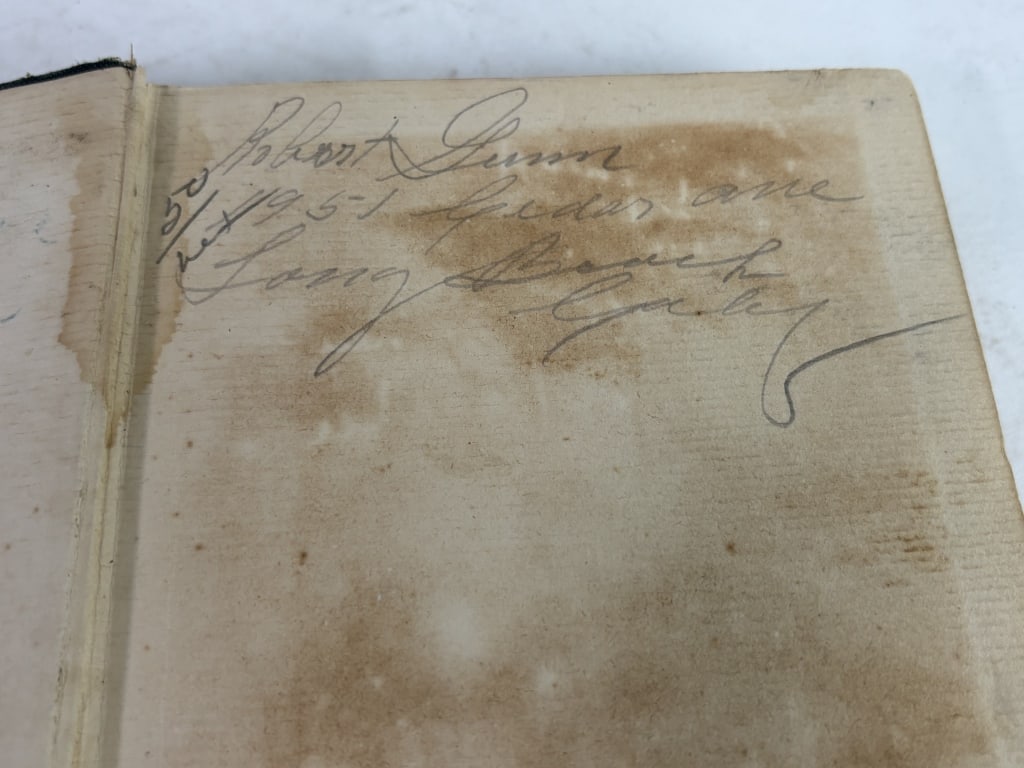 Robert Gunn
1951 Cedar ave
Long Beach
Calif